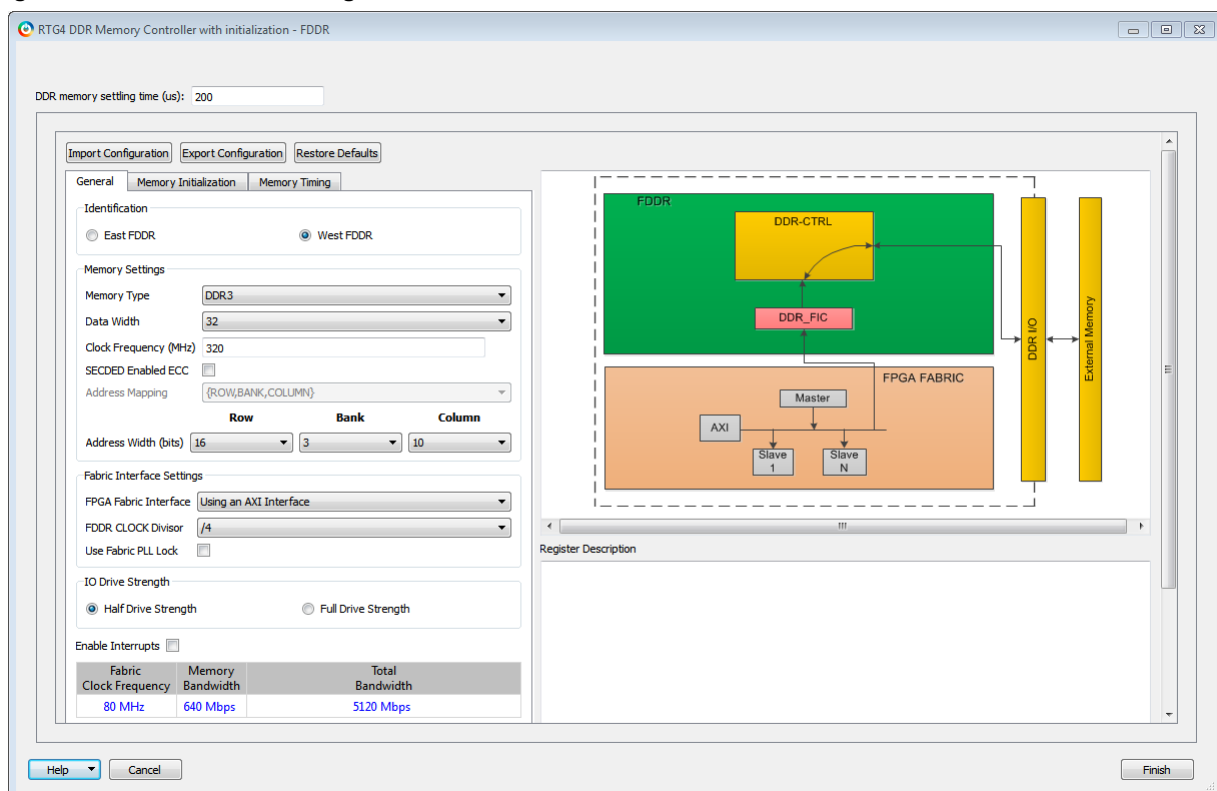 RTG4 DDR Memory Controller with initialization - FDDR
DDR memory settling time (us): 200
Import Configuration Export Configuration Restore Defaults
General Memory Initialization Memory Timing
Identification
East FDDR West FDDR
Memory Settings
Memory Type DDR3
Data Width 32
Clock Frequency (MHz) 320
SECDED Enabled ECC
Address Mapping {ROW,BANK,COLUMN}
Row Bank Column
Address Width (bits) 16 3 10
Fabric Interface Settings
FPGA Fabric Interface Using an AXI Interface
FDDR CLOCK Divisor /4
Use Fabric PLL Lock
IO Drive Strength
Half Drive Strength Full Drive Strength
Enable Interrupts
Fabric Memory Total
Clock Frequency Bandwidth Bandwidth
80 MHz 640 Mbps 5120 Mbps
FDDR
DDR-CTRL
DDR_FIC
FPGA FABRIC
Master
AXI
Slave Slave
1 N
DDR I/O
External Memory
Register Description
Help Cancel Finish